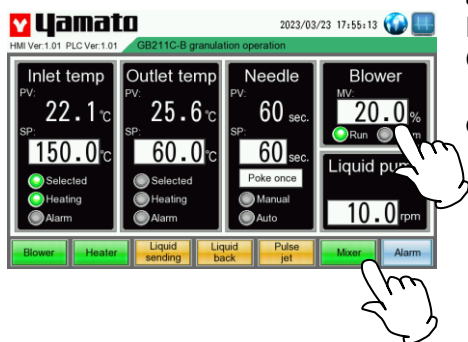 Yamato
2023/03/23 17:55:13
HMI Ver:1.01 PLC Ver:1.01
GB211C-B granulation operation
Inlet temp
PV:
22.1℃
SP:
150.0℃
Selected
Heating
Alarm
Outlet temp
PV:
25.6℃
SP:
60.0℃
Selected
Heating
Alarm
Needle
PV:
60 sec.
SP:
60 sec.
Poke once
Manual
Auto
Blower
MV:
20.0%
Run
Liquid
10.0 rpm
Blower
Heater
Liquid
sending
Liquid
back
Pulse
jet
Mixer
Alarm